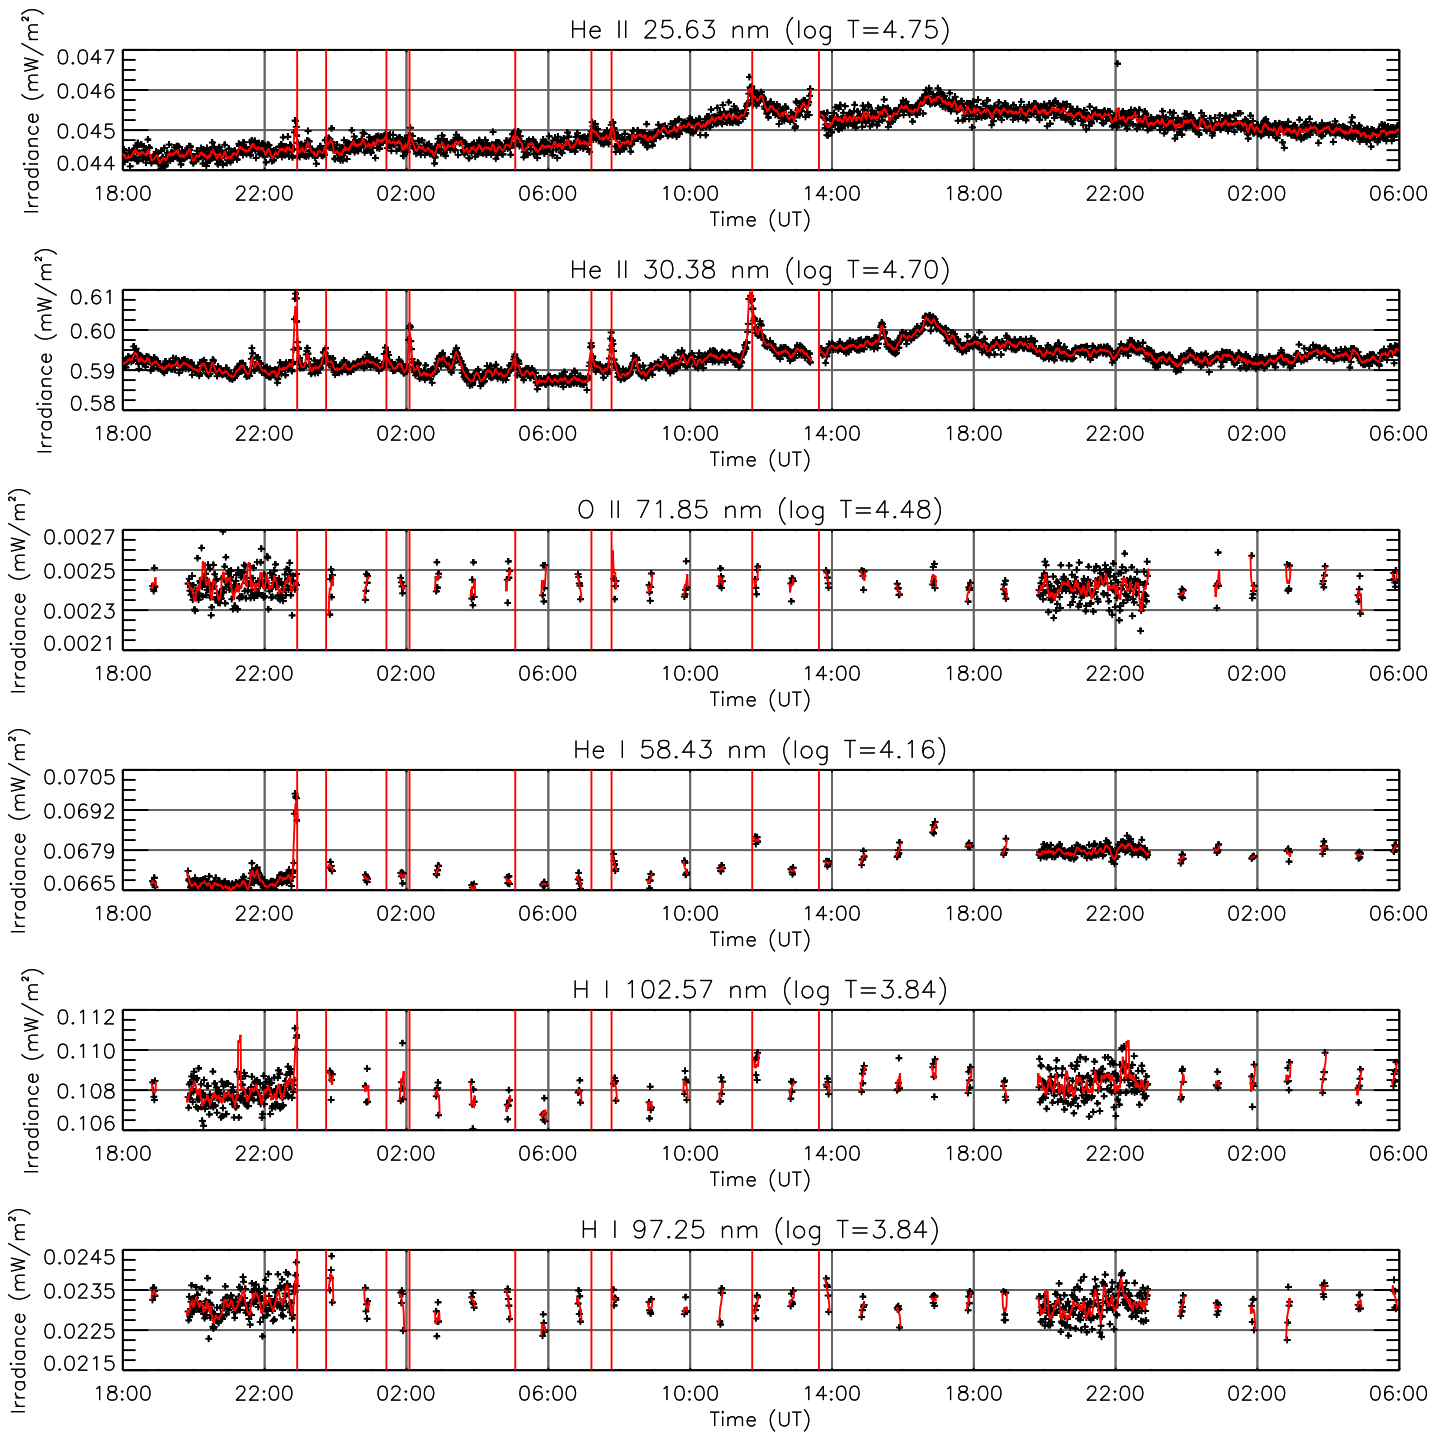 He II 25.63 nm (log T=4.75)
Irradiance (mW/m²)
0.047
0.046
0.045
0.044
18:00 22:00 02:00 06:00 10:00 14:00 18:00 22:00 02:00 06:00
Time (UT)
He II 30.38 nm (log T=4.70)
Irradiance (mW/m²)
0.61
0.60
0.59
0.58
18:00 22:00 02:00 06:00 10:00 14:00 18:00 22:00 02:00 06:00
Time (UT)
O II 71.85 nm (log T=4.48)
Irradiance (mW/m²)
0.0027
0.0025
0.0023
0.0021
18:00 22:00 02:00 06:00 10:00 14:00 18:00 22:00 02:00 06:00
Time (UT)
He I 58.43 nm (log T=4.16)
Irradiance (mW/m²)
0.0705
0.0692
0.0679
0.0665
18:00 22:00 02:00 06:00 10:00 14:00 18:00 22:00 02:00 06:00
Time (UT)
H I 102.57 nm (log T=3.84)
Irradiance (mW/m²)
0.112
0.110
0.108
0.106
18:00 22:00 02:00 06:00 10:00 14:00 18:00 22:00 02:00 06:00
Time (UT)
H I 97.25 nm (log T=3.84)
Irradiance (mW/m²)
0.0245
0.0235
0.0225
0.0215
18:00 22:00 02:00 06:00 10:00 14:00 18:00 22:00 02:00 06:00
Time (UT)